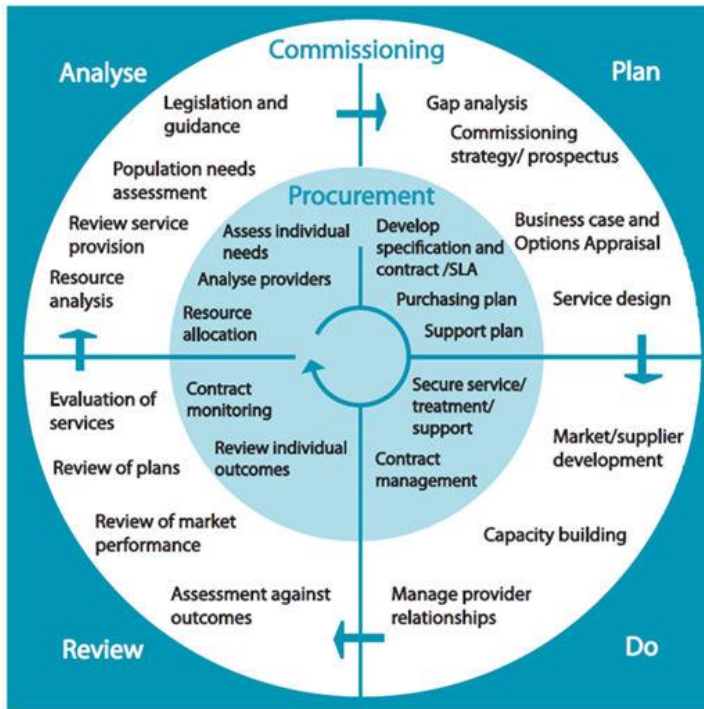 Commissioning
Analyse
Plan
Legislation and
guidance
Population needs
assessment
Review service
provision
Resource
analysis
Gap analysis
Commissioning
strategy/ prospectus
Business case and
Options Appraisal
Service design
Procurement
Assess individual
needs
Analyse providers
Resource
allocation
Develop
specification and
contract /SLA
Purchasing plan
Support plan
Contract
monitoring
Review individual
outcomes
Secure service/
treatment/
support
Contract
management
Evaluation of
services
Review of plans
Review of market
performance
Assessment against
outcomes
Market/supplier
development
Capacity building
Manage provider
relationships
Review
Do